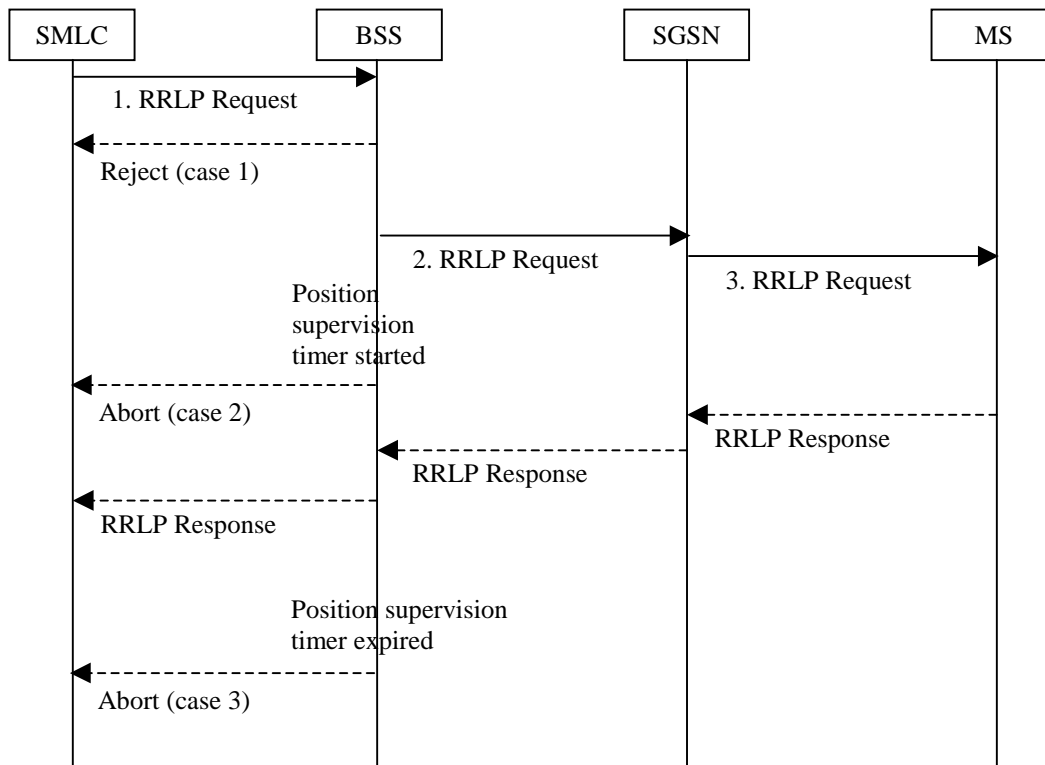 SMLC
BSS
SGSN
MS
1. RRLP Request
Reject (case 1)
2. RRLP Request
3. RRLP Request
Position
supervision
timer started
Abort (case 2)
RRLP Response
RRLP Response
RRLP Response
Position supervision
timer expired
Abort (case 3)